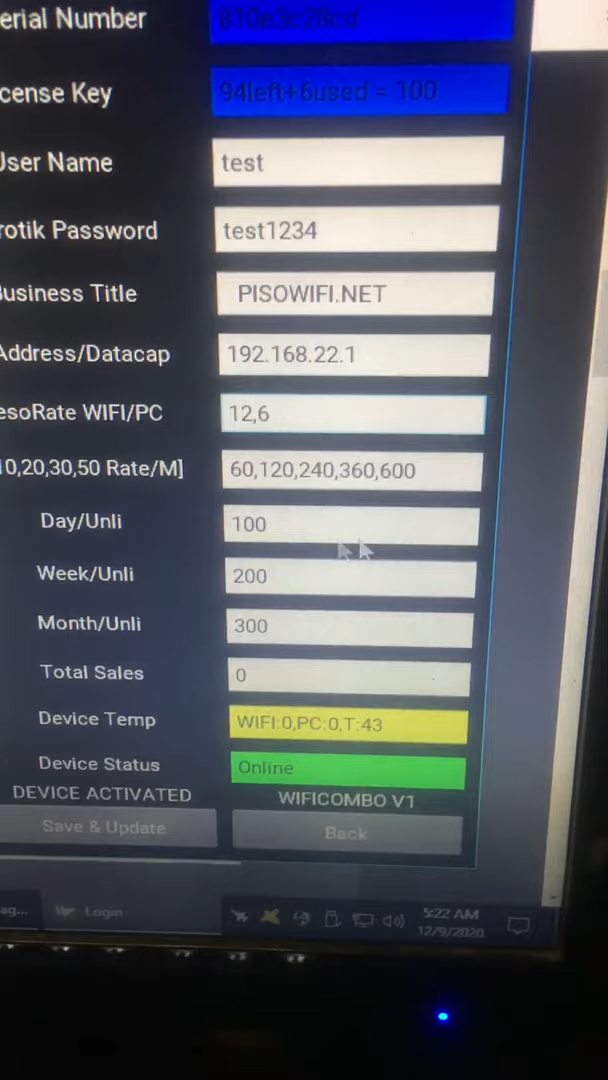 erial Number 810e3c28cd
cense Key 94left+6used = 100
User Name test
rotik Password test1234
Business Title PISOWIFI.NET
Address/Datacap 192.168.22.1
esoRate WIFI/PC 12,6
0,20,30,50 Rate/M] 60,120,240,360,600
Day/Unli 100
Week/Unli 200
Month/Unli 300
Total Sales 0
Device Temp WIFI:0,PC:0,T:43
Device Status Online
DEVICE ACTIVATED WIFICOMBO V1
Save & Update Back
ag... Login 5:22 AM
12/9/2020